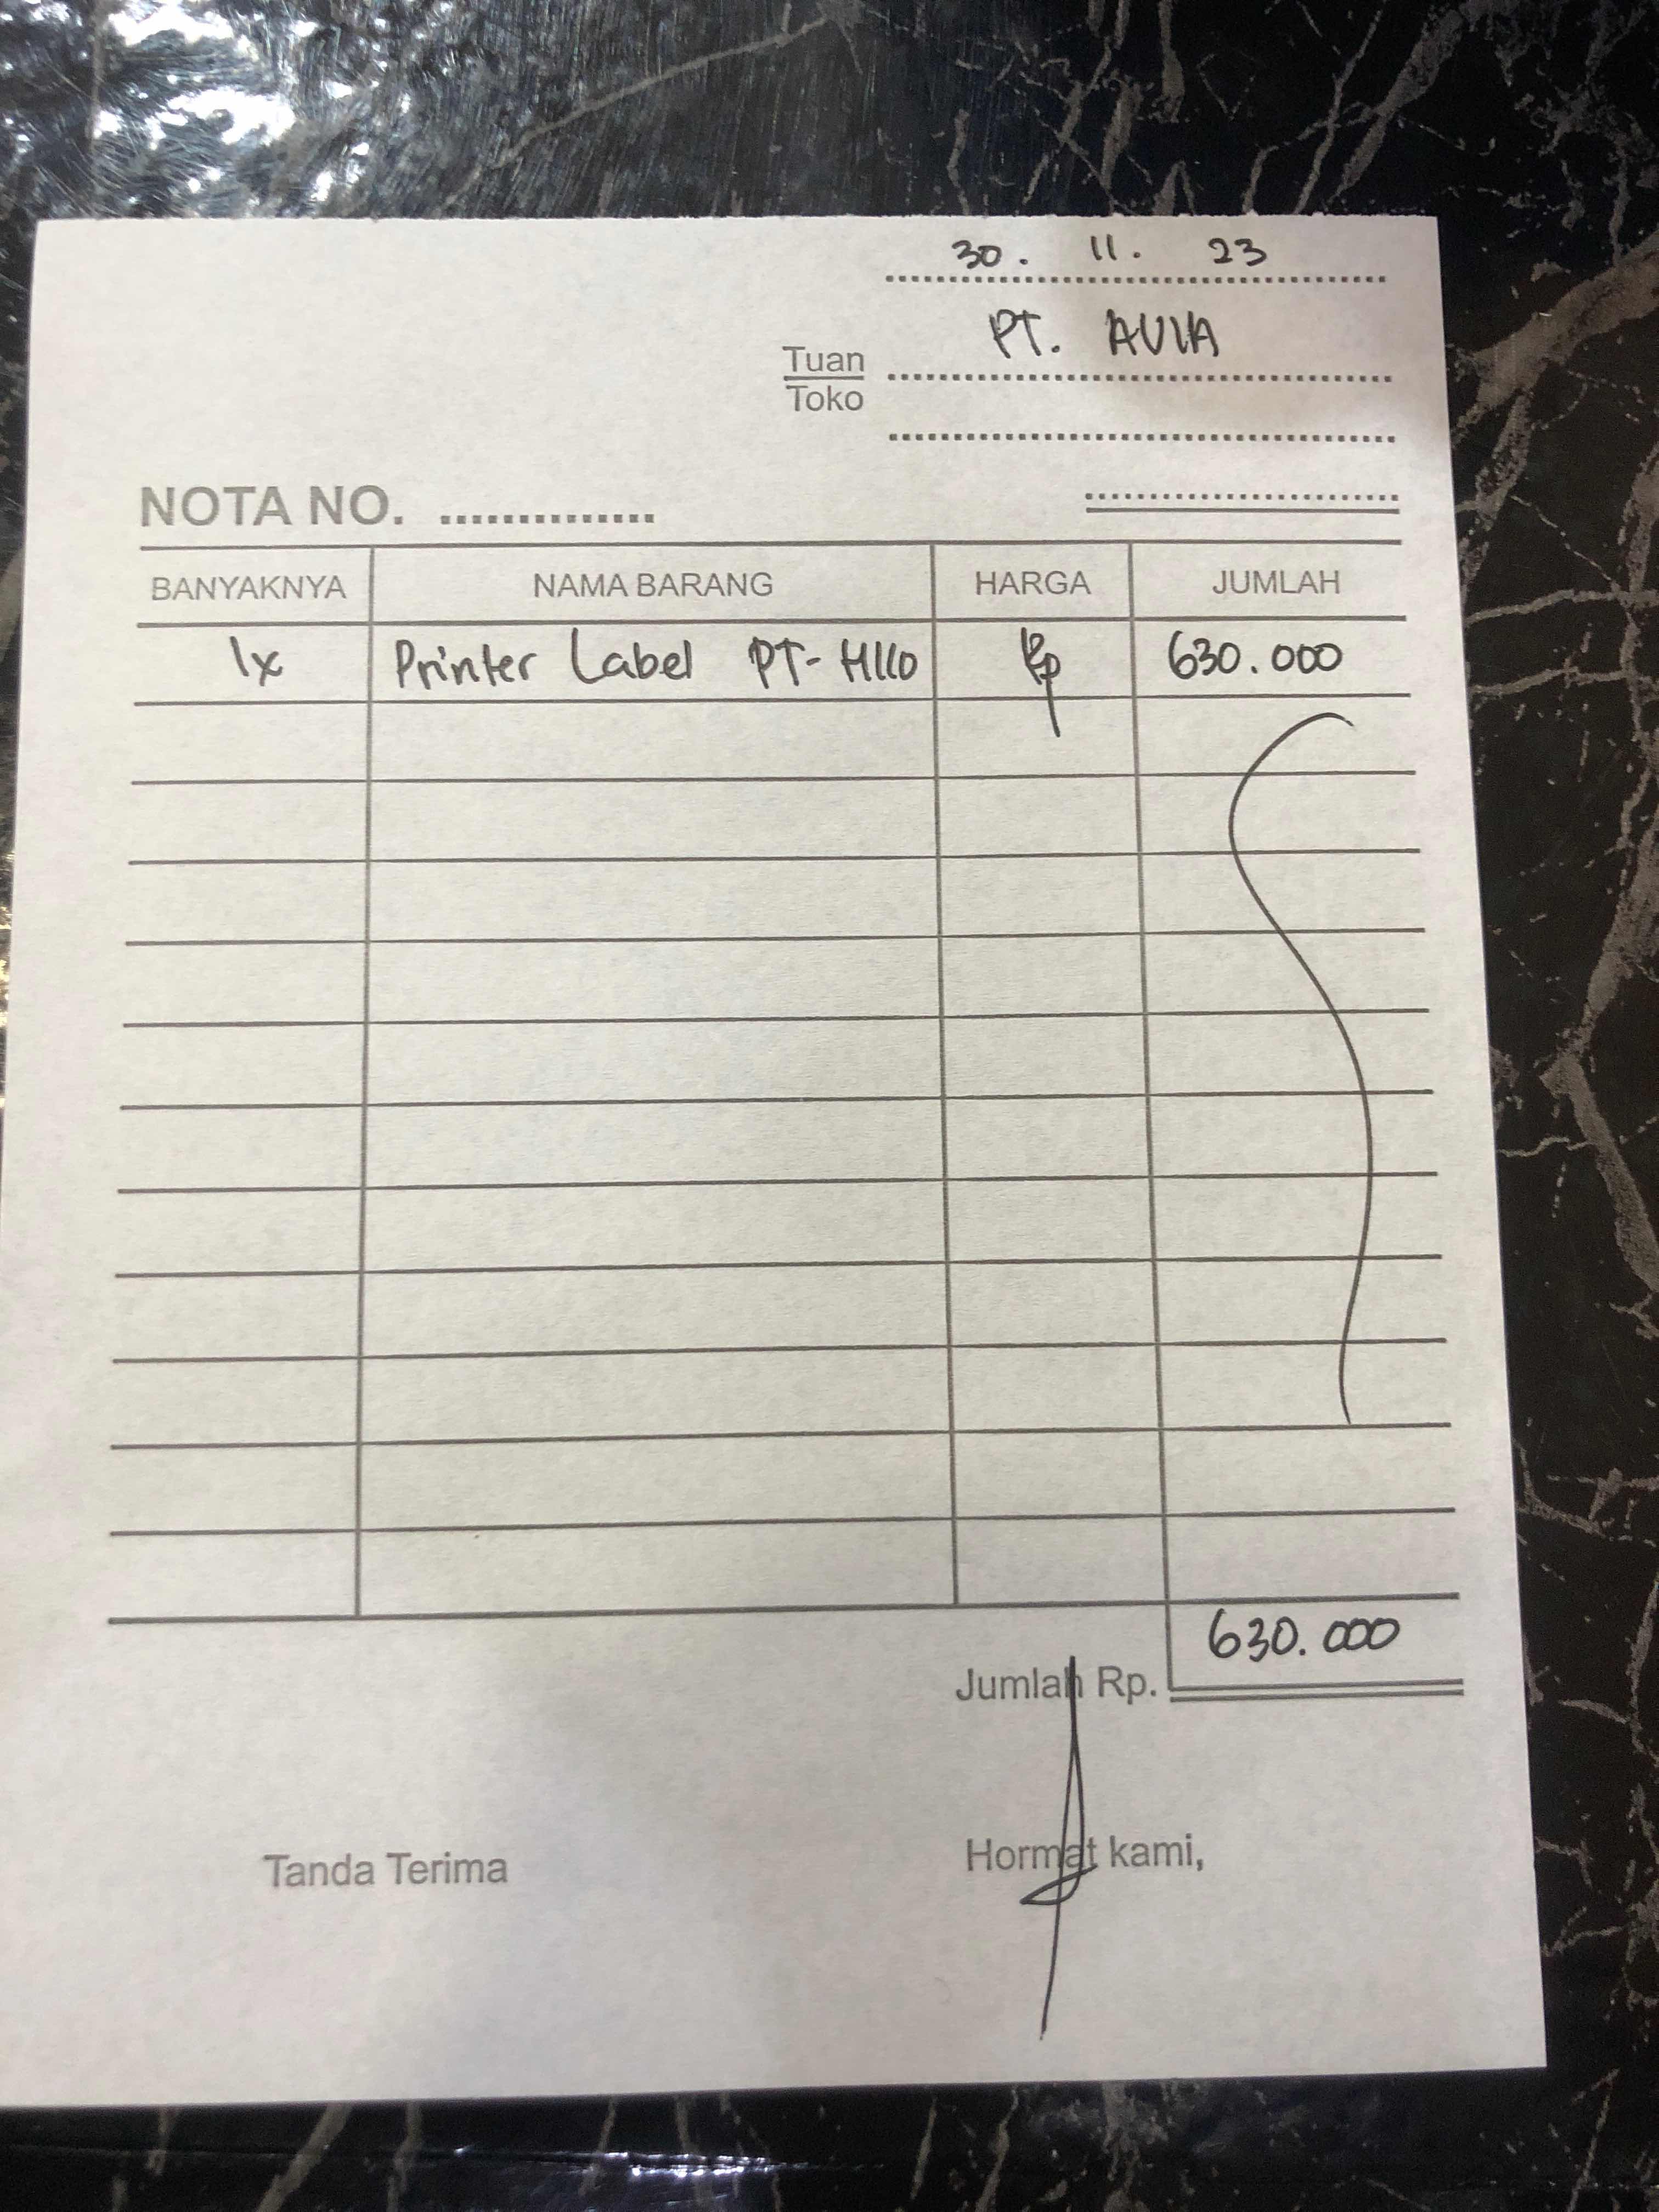 30. 11. 23
Tuan PT. AVIA
Toko
NOTA NO. ..............
BANYAKNYA NAMA BARANG HARGA JUMLAH
1x Printer Label PT-H110 Rp 630.000
630.000
Jumlah Rp.
Tanda Terima Hormat kami,